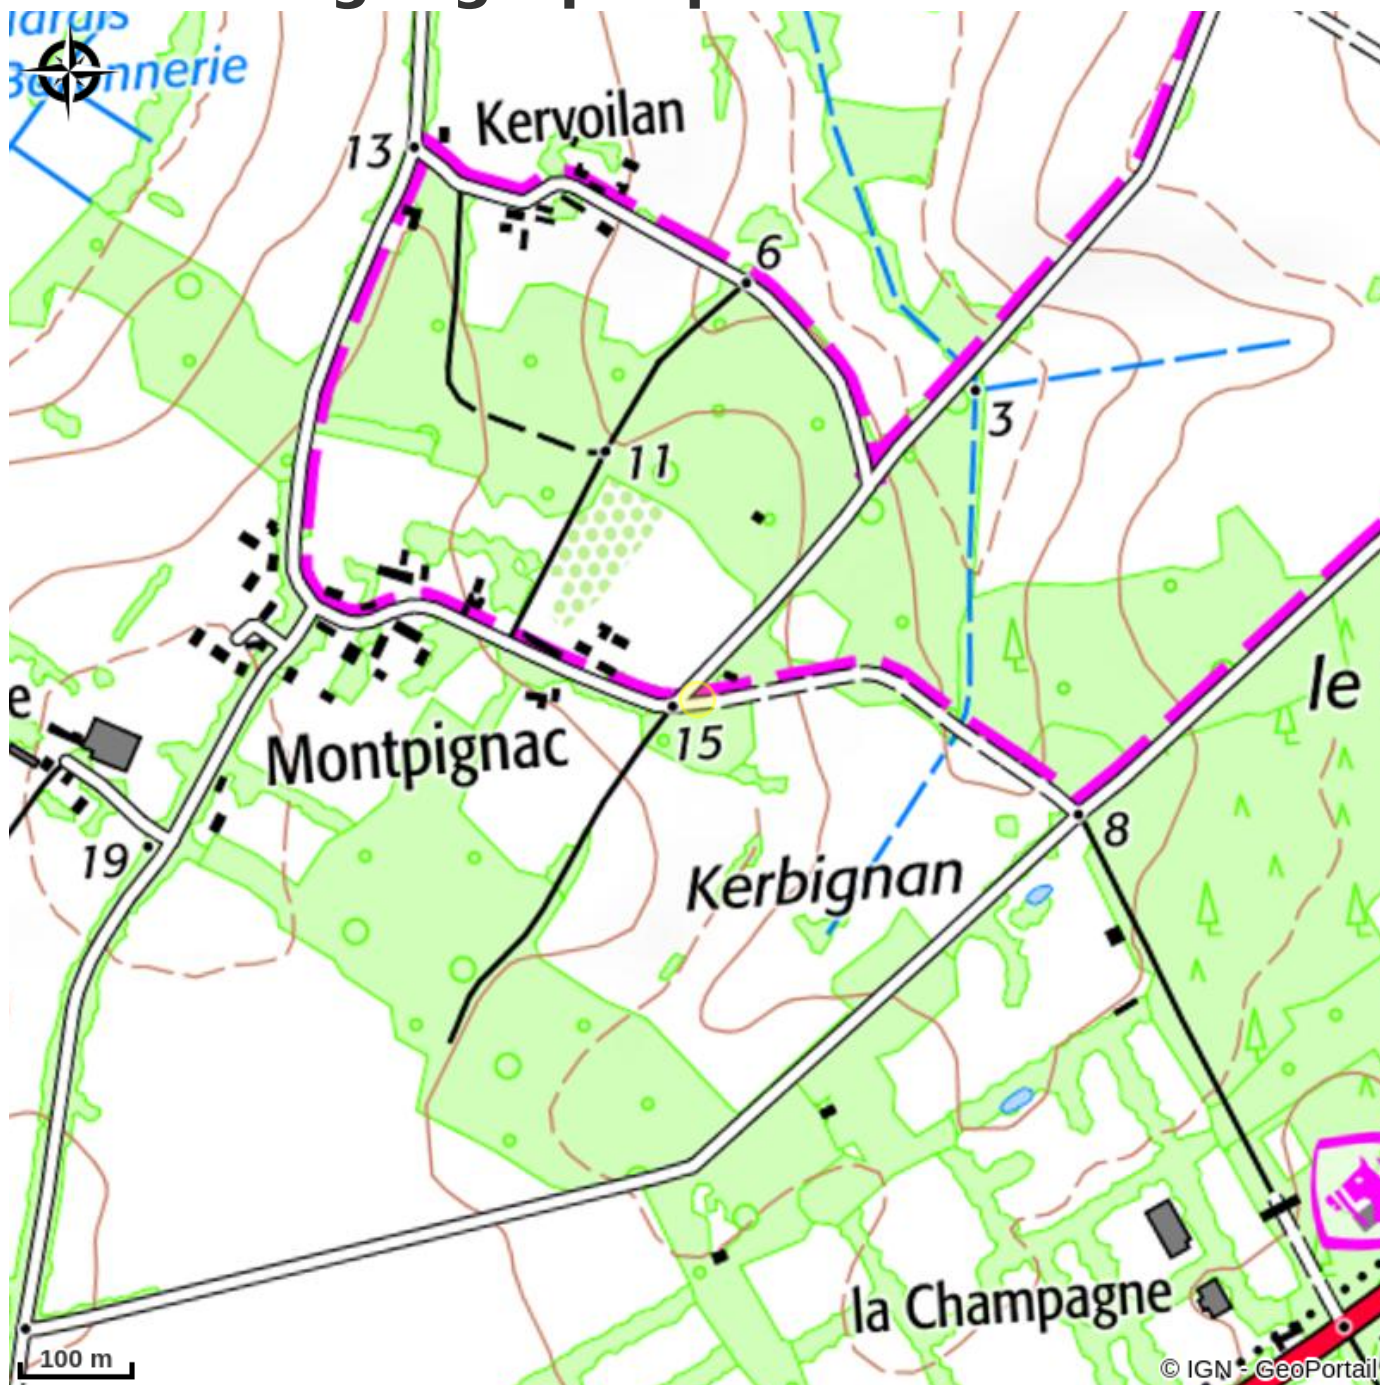 Kervoilan
13
6
3
11
le
15
Montpignac
8
19
Kerbignan
la Champagne
100 m
© IGN - GeoPortail